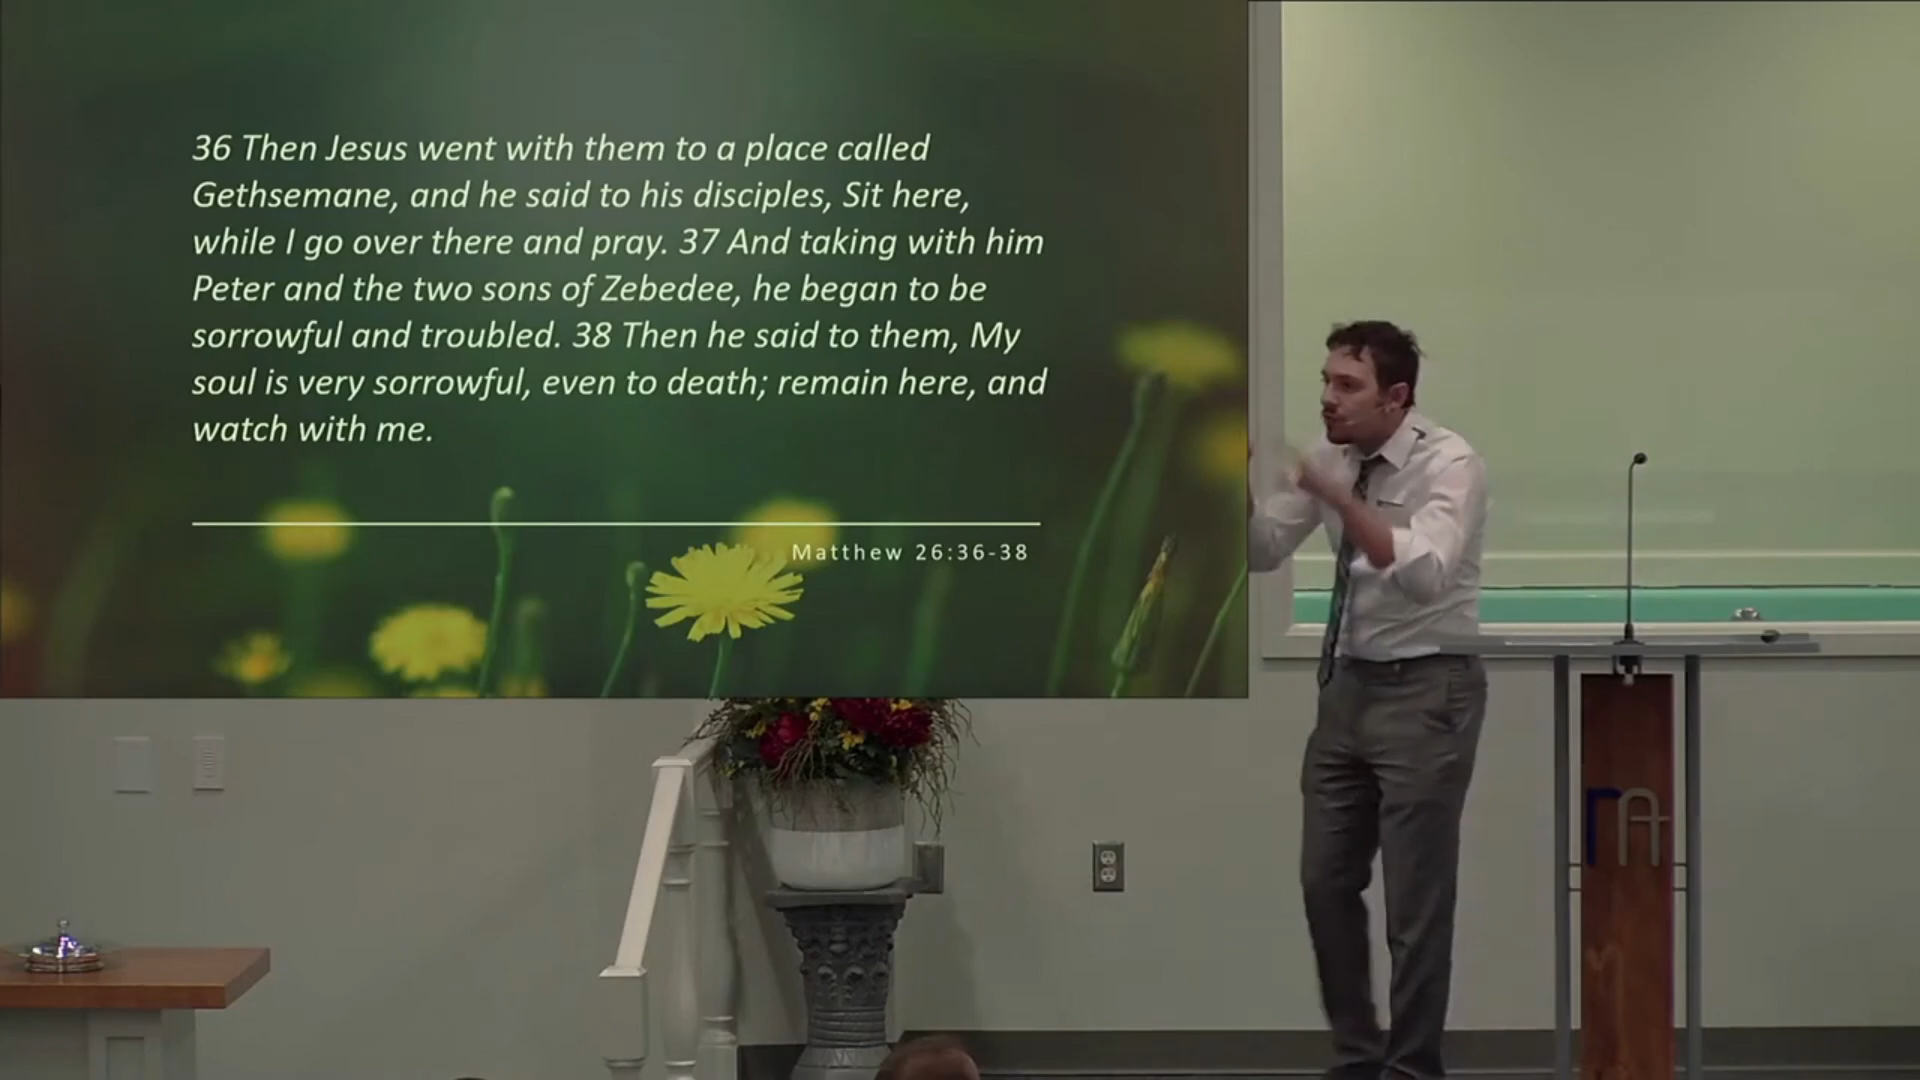 36 Then Jesus went with them to a place called
Gethsemane, and he said to his disciples, Sit here,
while I go over there and pray. 37 And taking with him
Peter and the two sons of Zebedee, he began to be
sorrowful and troubled. 38 Then he said to them, My
soul is very sorrowful, even to death; remain here, and
watch with me.
Matthew 26:36-38